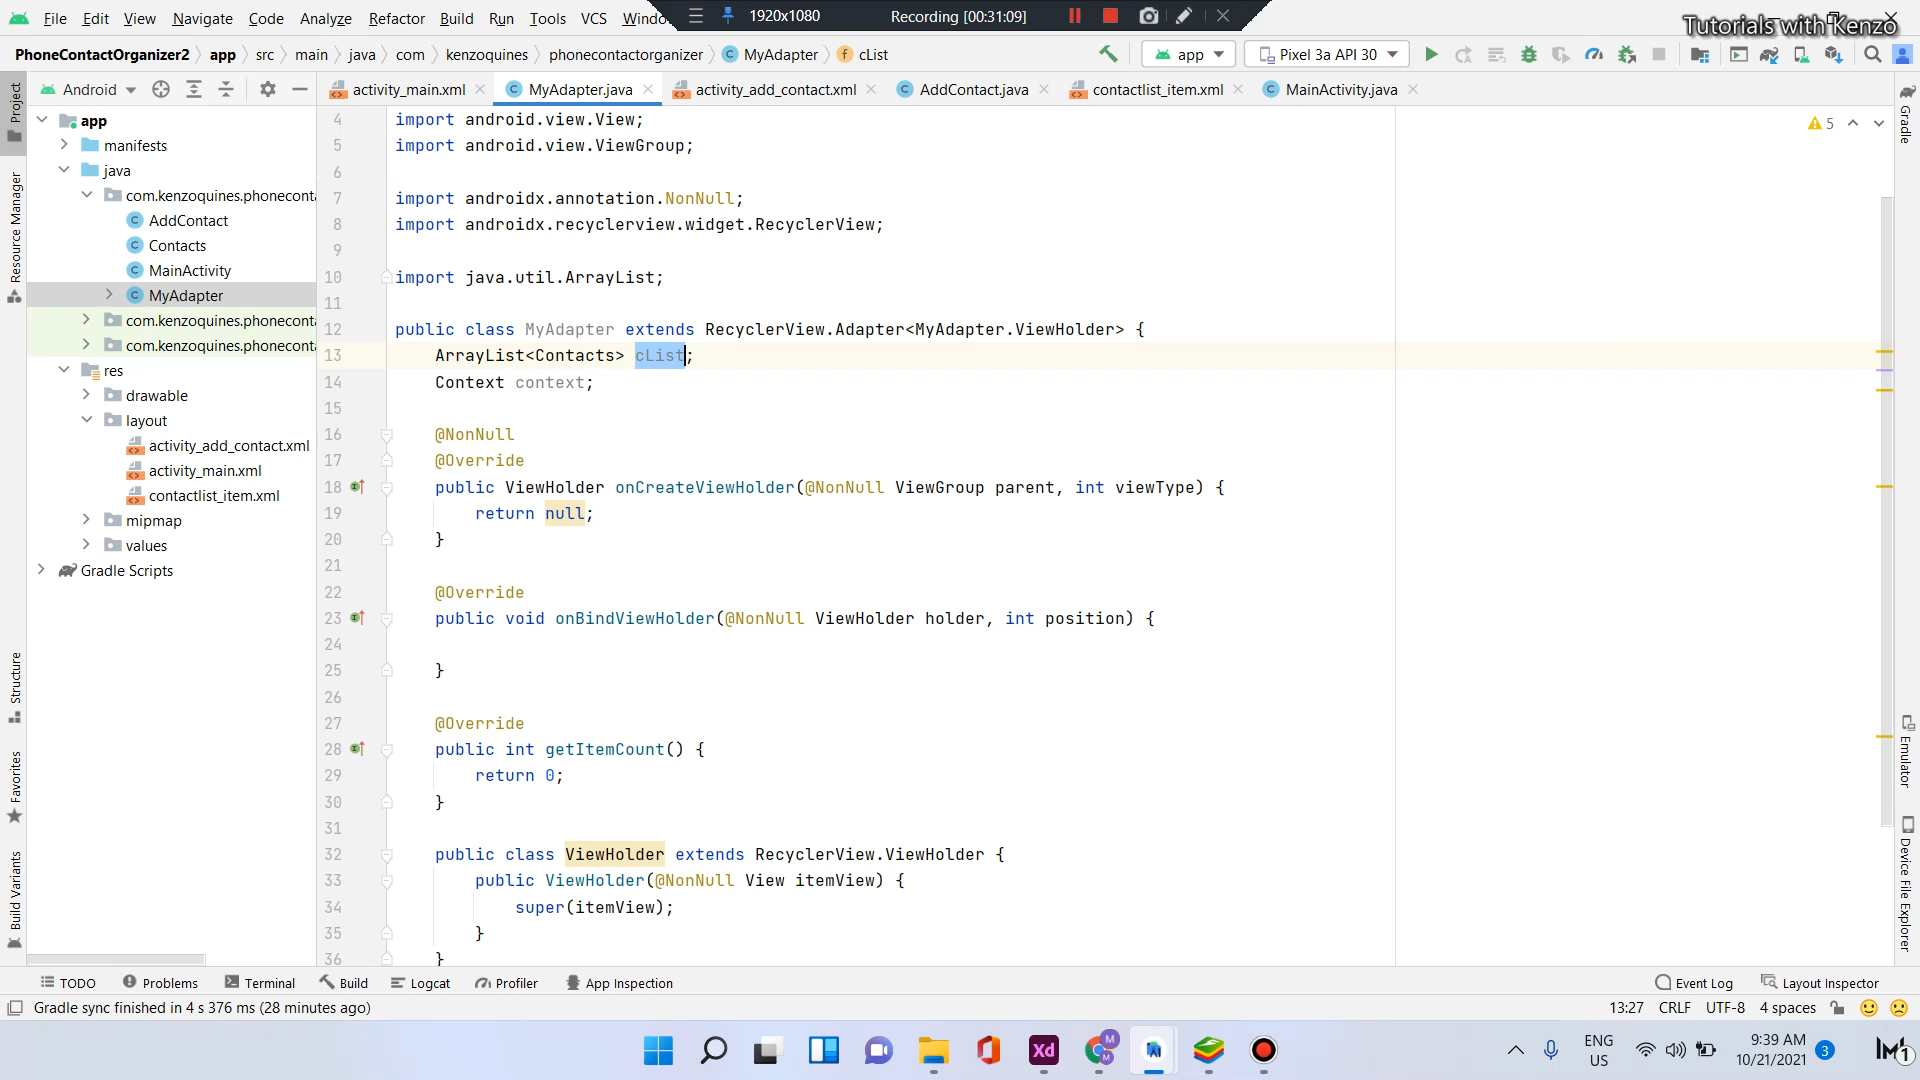 File Edit View Navigate Code Analyze Refactor Build Run Tools VCS Windo
1920x1080 Recording [00:31:09]
Tutorials with Kenzo
PhoneContactOrganizer2 app src main java com kenzoquines phonecontactorganizer MyAdapter cList
app Pixel 3a API 30
Android
activity_main.xml MyAdapter.java activity_add_contact.xml AddContact.java contactlist_item.xml MainActivity.java
Project
Resource Manager
Structure
Favorites
Build Variants
app
manifests
java
com.kenzoquines.phoneconta
AddContact
Contacts
MainActivity
MyAdapter
com.kenzoquines.phoneconta
com.kenzoquines.phoneconta
res
drawable
layout
activity_add_contact.xml
activity_main.xml
contactlist_item.xml
mipmap
values
Gradle Scripts
5
4 import android.view.View;
5 import android.view.ViewGroup;
6
7 import androidx.annotation.NonNull;
8 import androidx.recyclerview.widget.RecyclerView;
9
10 import java.util.ArrayList;
11
12 public class MyAdapter extends RecyclerView.Adapter<MyAdapter.ViewHolder> {
13 ArrayList<Contacts> cList;
14 Context context;
15
16 @NonNull
17 @Override
18 public ViewHolder onCreateViewHolder(@NonNull ViewGroup parent, int viewType) {
19 return null;
20 }
21
22 @Override
23 public void onBindViewHolder(@NonNull ViewHolder holder, int position) {
24
25 }
26
27 @Override
28 public int getItemCount() {
29 return 0;
30 }
31
32 public class ViewHolder extends RecyclerView.ViewHolder {
33 public ViewHolder(@NonNull View itemView) {
34 super(itemView);
35 }
36 }
Gradle
Emulator
Device File Explorer
TODO Problems Terminal Build Logcat Profiler App Inspection Event Log Layout Inspector
Gradle sync finished in 4 s 376 ms (28 minutes ago) 13:27 CRLF UTF-8 4 spaces
Xd
M
M
ENG
US
9:39 AM
10/21/2021
3
1